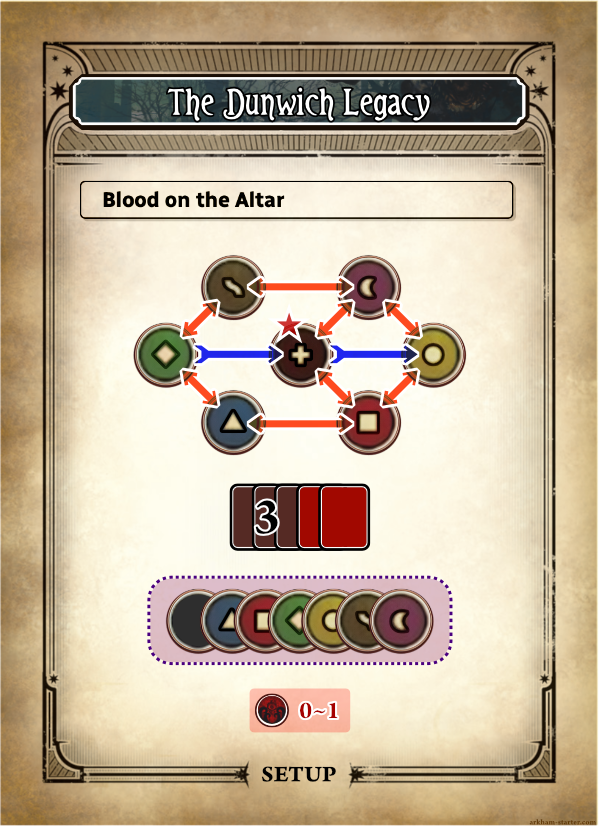 The Dunwich Legacy
Blood on the Altar
3
0~1
SETUP
arkham-starter.com